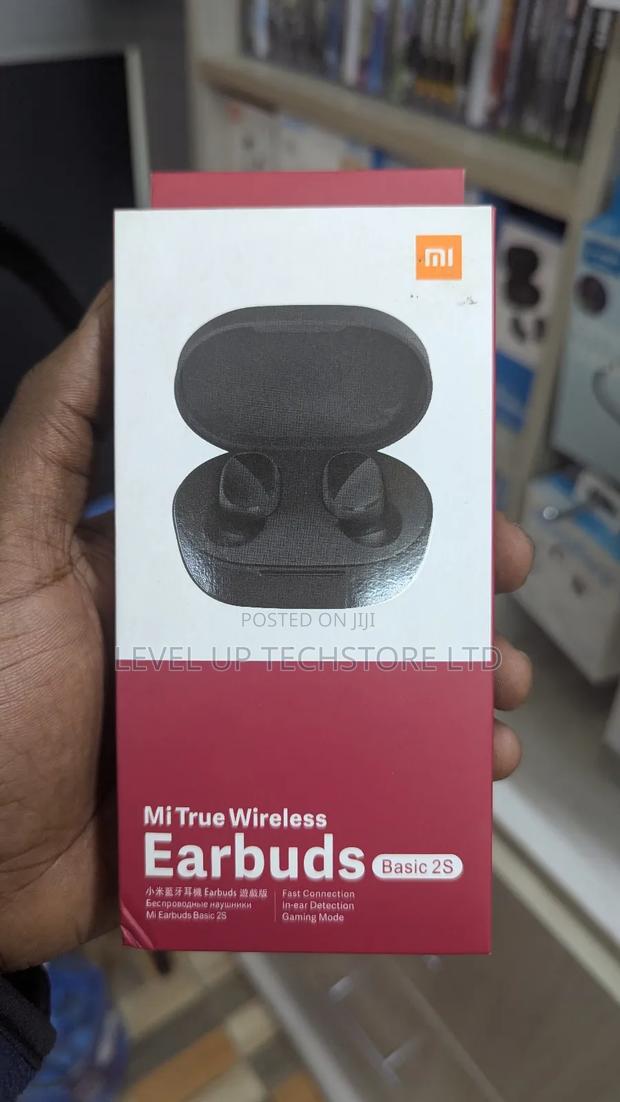 mi
POSTED ON JIJI
LEVEL UP TECHSTORE LTD
Mi True Wireless
Earbuds Basic 2S
小米藍牙耳機 Earbuds 遊戲版
Беспроводные наушники
Mi Earbuds Basic 2S
Fast Connection
In-ear Detection
Gaming Mode